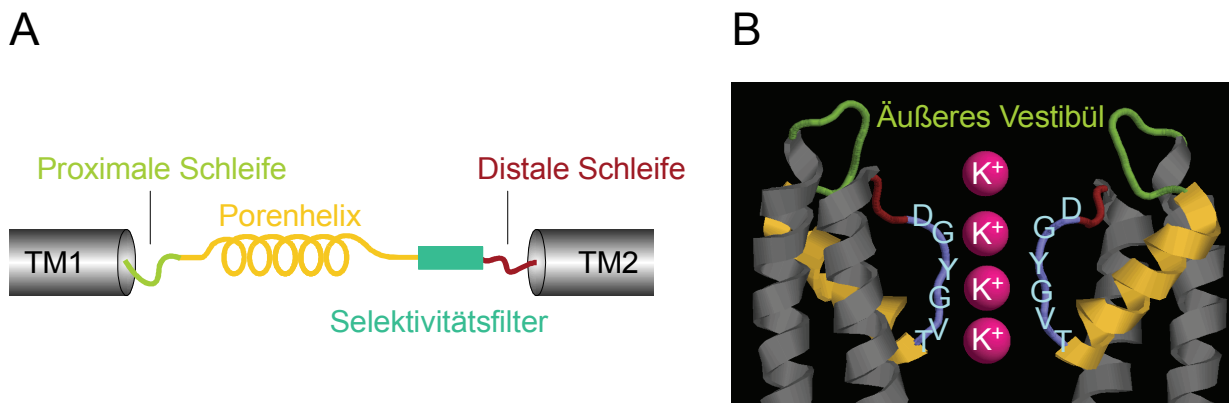 A
Proximale Schleife
Distale Schleife
Porenhelix
TM1
TM2
Selektivitätsfilter
B
Äußeres Vestibül
K+
K+
K+
K+
D
G
Y
G
V
T
D
G
Y
G
V
T